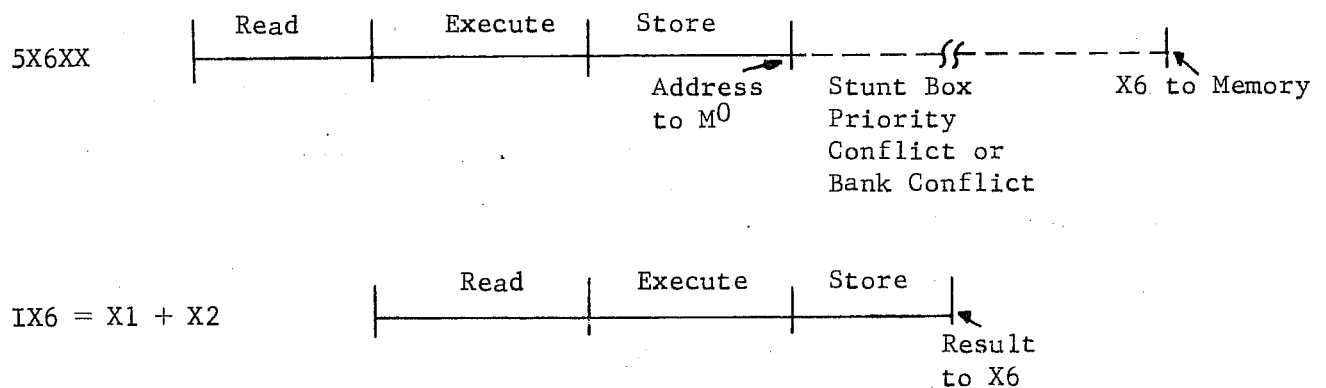 Read Execute Store
5X6XX
Address
to M0
Stunt Box
Priority
Conflict or
Bank Conflict
X6 to Memory
Read Execute Store
IX6 = X1 + X2
Result
to X6